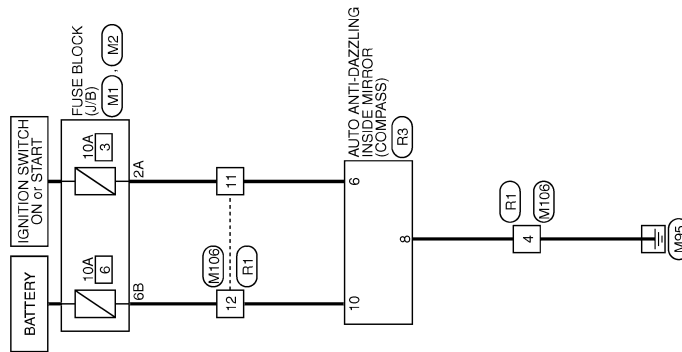 BATTERY
IGNITION SWITCH
ON or START
10A
6
10A
3
FUSE BLOCK
(J/B)
M1 , M2
6B
2A
M106
12
R1
11
10
6
AUTO ANTI-DAZZLING
INSIDE MIRROR
(COMPASS)
R3
8
R1
4
M106
M95